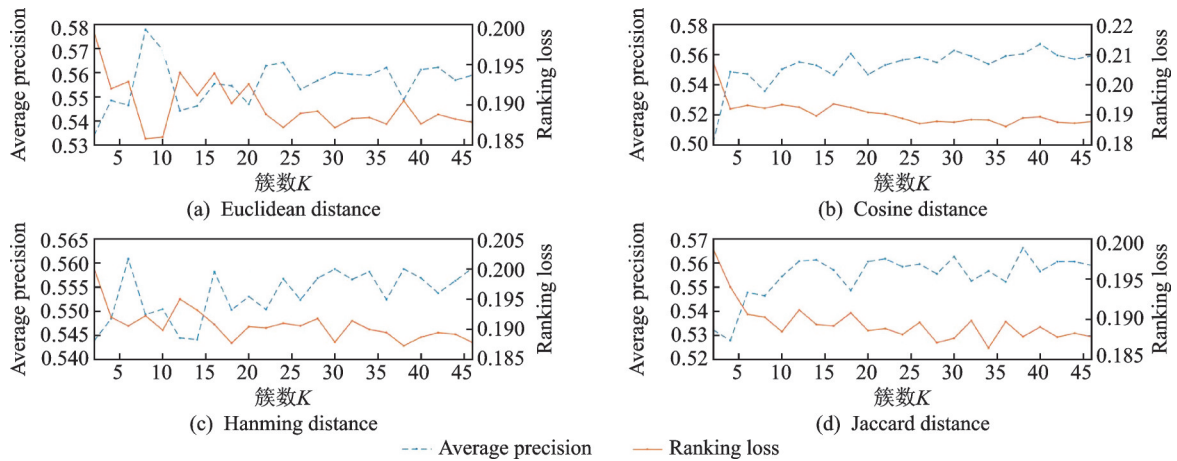 Average precision
0.58
0.57
0.56
0.55
0.54
0.53
0.200
0.195
0.190
0.185
Ranking loss
5 10 15 20 25 30 35 40 45
簇数K
(a) Euclidean distance
Average precision
0.58
0.56
0.54
0.52
0.50
0.22
0.21
0.20
0.19
0.18
Ranking loss
5 10 15 20 25 30 35 40 45
簇数K
(b) Cosine distance
Average precision
0.565
0.560
0.555
0.550
0.545
0.540
0.205
0.200
0.195
0.190
0.185
Ranking loss
5 10 15 20 25 30 35 40 45
簇数K
(c) Hanming distance
Average precision
0.57
0.56
0.55
0.54
0.53
0.52
0.200
0.195
0.190
0.185
Ranking loss
5 10 15 20 25 30 35 40 45
簇数K
(d) Jaccard distance
Average precision Ranking loss